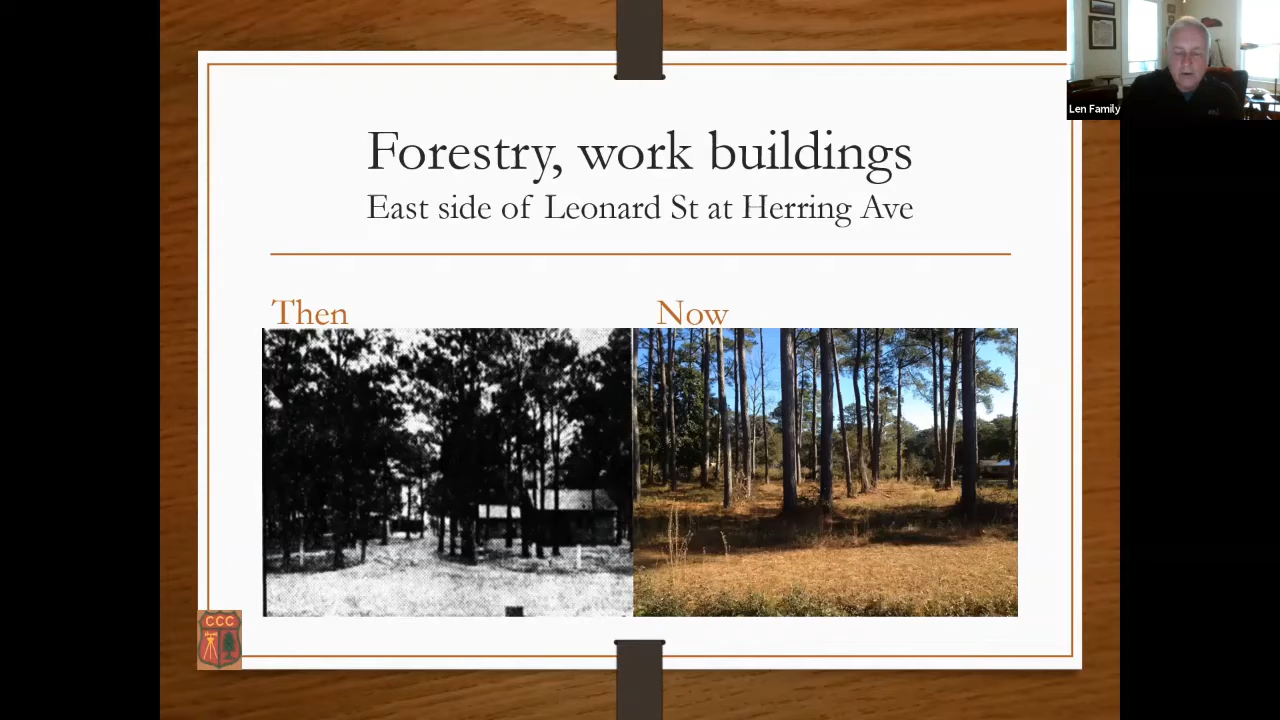 Forestry, work buildings
East side of Leonard St at Herring Ave
Then
Now
CCC
Len Family